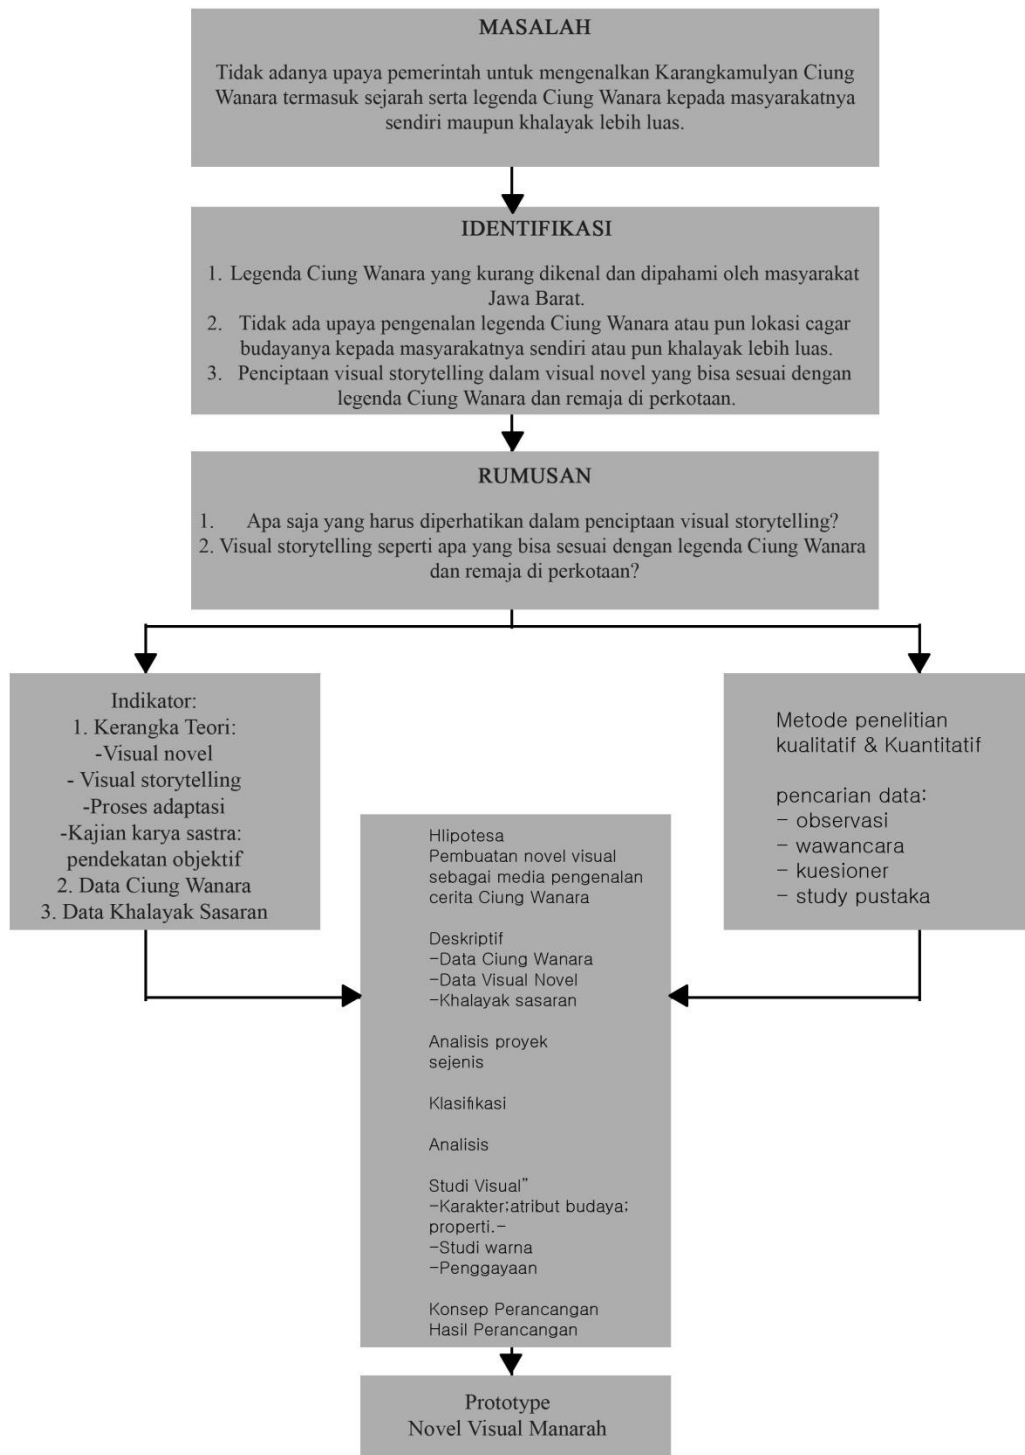 MASALAH
Tidak adanya upaya pemerintah untuk mengenalkan Karangkamulyan Ciung
Wanara termasuk sejarah serta legenda Ciung Wanara kepada masyarakatnya
sendiri maupun khalayak lebih luas.
IDENTIFIKASI
1. Legenda Ciung Wanara yang kurang dikenal dan dipahami oleh masyarakat
Jawa Barat.
2. Tidak ada upaya pengenalan legenda Ciung Wanara atau pun lokasi cagar
budayanya kepada masyarakatnya sendiri atau pun khalayak lebih luas.
3. Penciptaan visual storytelling dalam visual novel yang bisa sesuai dengan
legenda Ciung Wanara dan remaja di perkotaan.
RUMUSAN
1. Apa saja yang harus diperhatikan dalam penciptaan visual storytelling?
2. Visual storytelling seperti apa yang bisa sesuai dengan legenda Ciung Wanara
dan remaja di perkotaan?
Indikator:
1. Kerangka Teori:
-Visual novel
- Visual storytelling
-Proses adaptasi
-Kajian karya sastra:
pendekatan objektif
2. Data Ciung Wanara
3. Data Khalayak Sasaran
Metode penelitian
kualitatif & Kuantitatif
pencarian data:
- observasi
- wawancara
- kuesioner
- study pustaka
HIipotesa
Pembuatan novel visual
sebagai media pengenalan
cerita Ciung Wanara
Deskriptif
-Data Ciung Wanara
-Data Visual Novel
-Khalayak sasaran
Analisis proyek
sejenis
Klasifikasi
Analisis
Studi Visual"
-Karakter;atribut budaya;
properti.-
-Studi warna
-Penggayaan
Konsep Perancangan
Hasil Perancangan
Prototype
Novel Visual Manarah